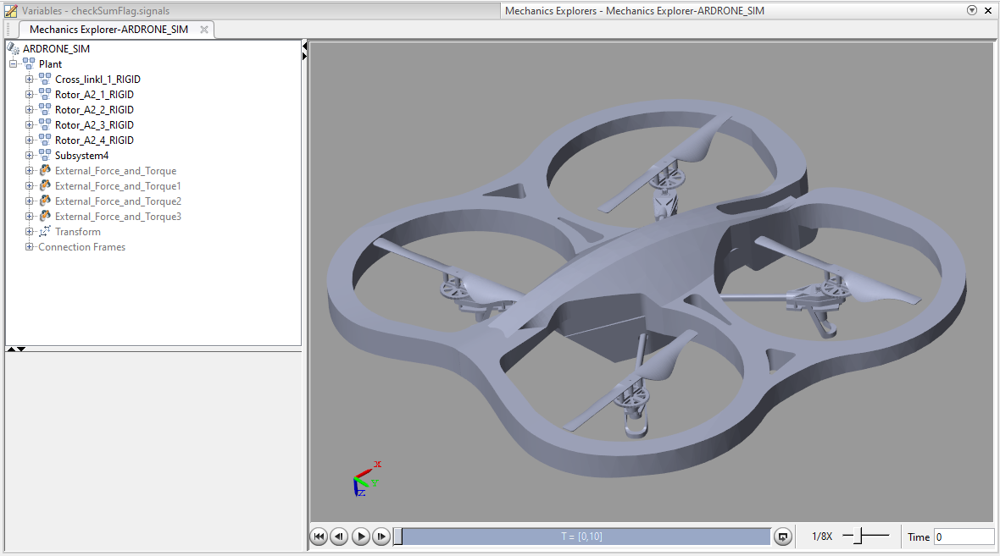 Variables - checkSumFlag.signals
Mechanics Explorers - Mechanics Explorer-ARDRONE_SIM
Mechanics Explorer-ARDRONE_SIM
ARDRONE_SIM
Plant
Cross_linkl_1_RIGID
Rotor_A2_1_RIGID
Rotor_A2_2_RIGID
Rotor_A2_3_RIGID
Rotor_A2_4_RIGID
Subsystem4
External_Force_and_Torque
External_Force_and_Torque1
External_Force_and_Torque2
External_Force_and_Torque3
Transform
Connection Frames
X
Y
Z
T = [0,10]
1/8X
Time 0